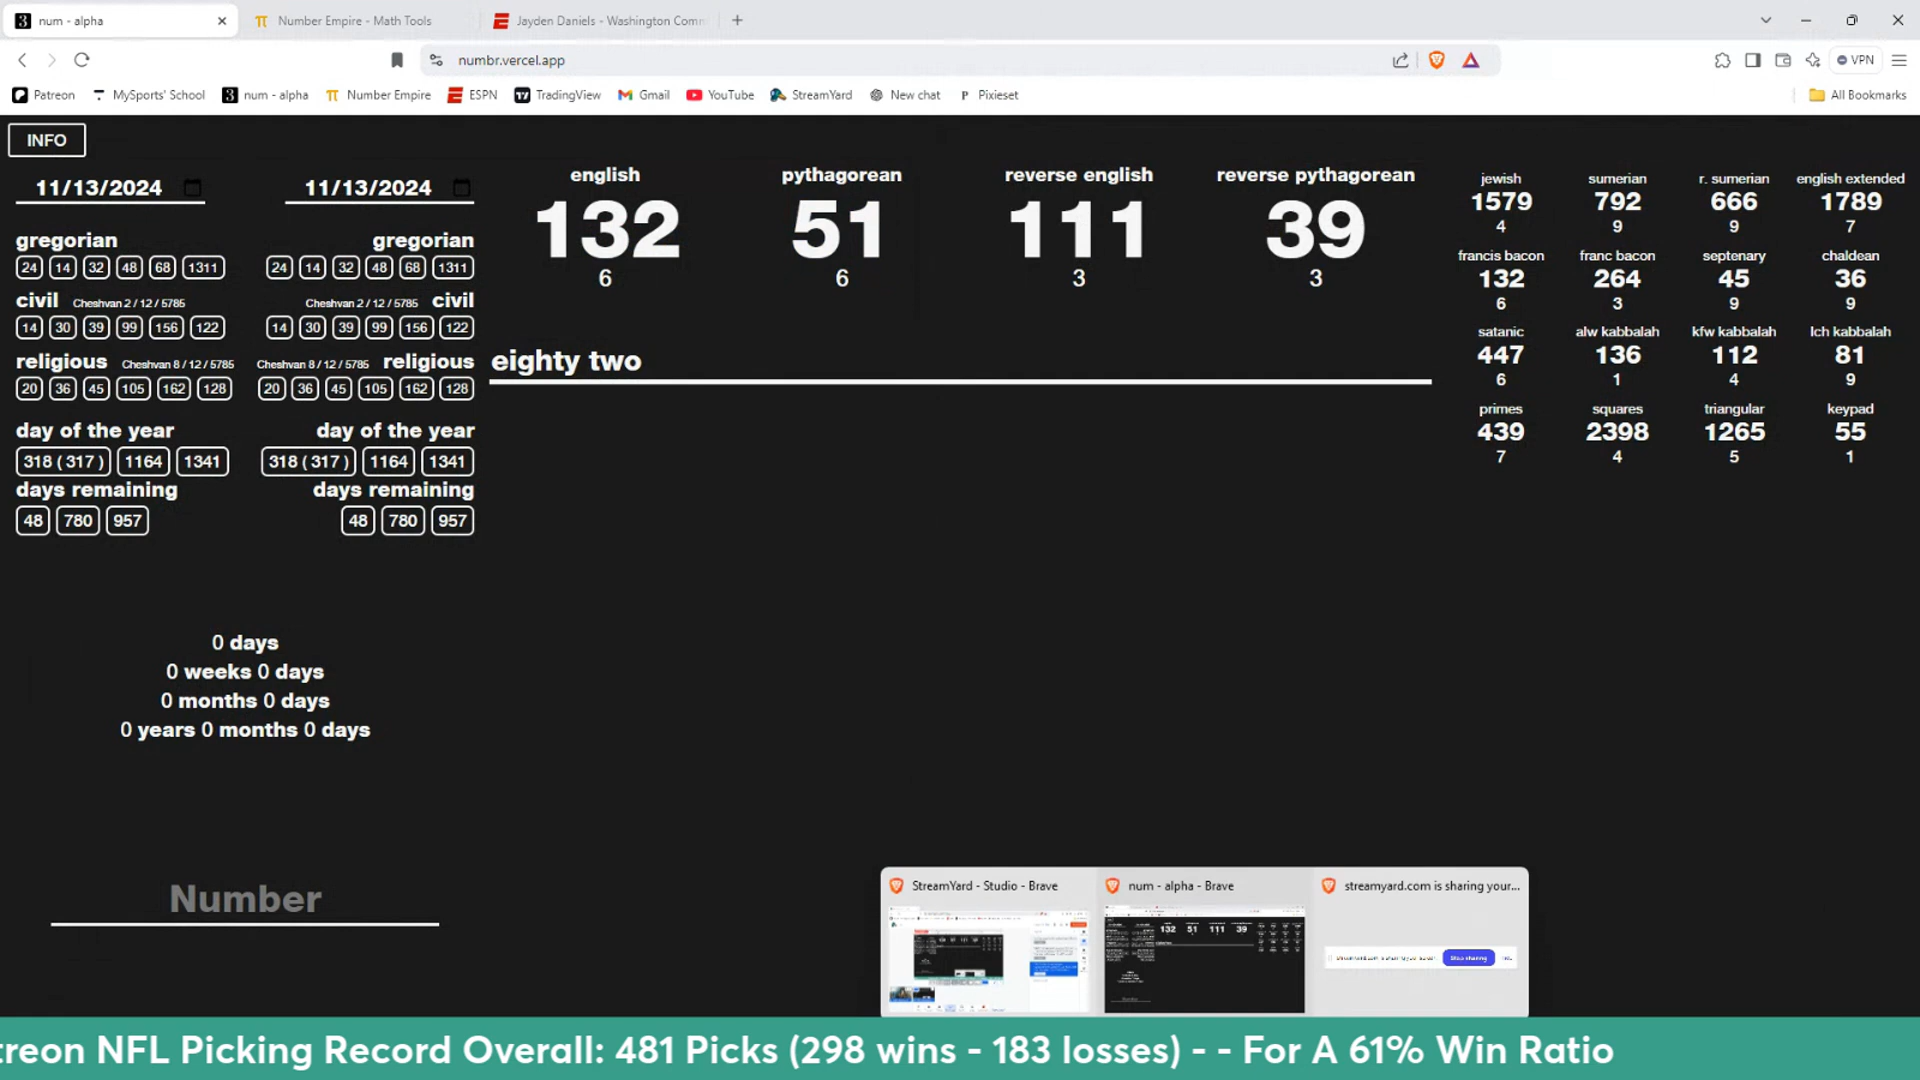 num - alpha
Number Empire - Math Tools
Jayden Daniels - Washington Comm
numbr.vercel.app
VPN
Patreon
MySports' School
num - alpha
Number Empire
ESPN
TradingView
Gmail
YouTube
StreamYard
New chat
Pixieset
All Bookmarks
INFO
11/13/2024
11/13/2024
gregorian
24 14 32 48 68 1311
gregorian
24 14 32 48 68 1311
civil Cheshvan 2 / 12 / 5785
14 30 39 99 156 122
Cheshvan 2 / 12 / 5785 civil
14 30 39 99 156 122
religious Cheshvan 8 / 12 / 5785
20 36 45 105 162 128
Cheshvan 8 / 12 / 5785 religious
20 36 45 105 162 128
day of the year
318 ( 317 ) 1164 1341
day of the year
318 ( 317 ) 1164 1341
days remaining
48 780 957
days remaining
48 780 957
0 days
0 weeks 0 days
0 months 0 days
0 years 0 months 0 days
Number
english
132
6
pythagorean
51
6
reverse english
111
3
reverse pythagorean
39
3
eighty two
jewish
1579
4
sumerian
792
9
r. sumerian
666
9
english extended
1789
7
francis bacon
132
6
franc bacon
264
3
septenary
45
9
chaldean
36
9
satanic
447
6
alw kabbalah
136
1
kfw kabbalah
112
4
lch kabbalah
81
9
primes
439
7
squares
2398
4
triangular
1265
5
keypad
55
1
StreamYard - Studio - Brave
num - alpha - Brave
streamyard.com is sharing your...
132 51 111 39
Stop sharing
treon NFL Picking Record Overall: 481 Picks (298 wins - 183 losses) - - For A 61% Win Ratio